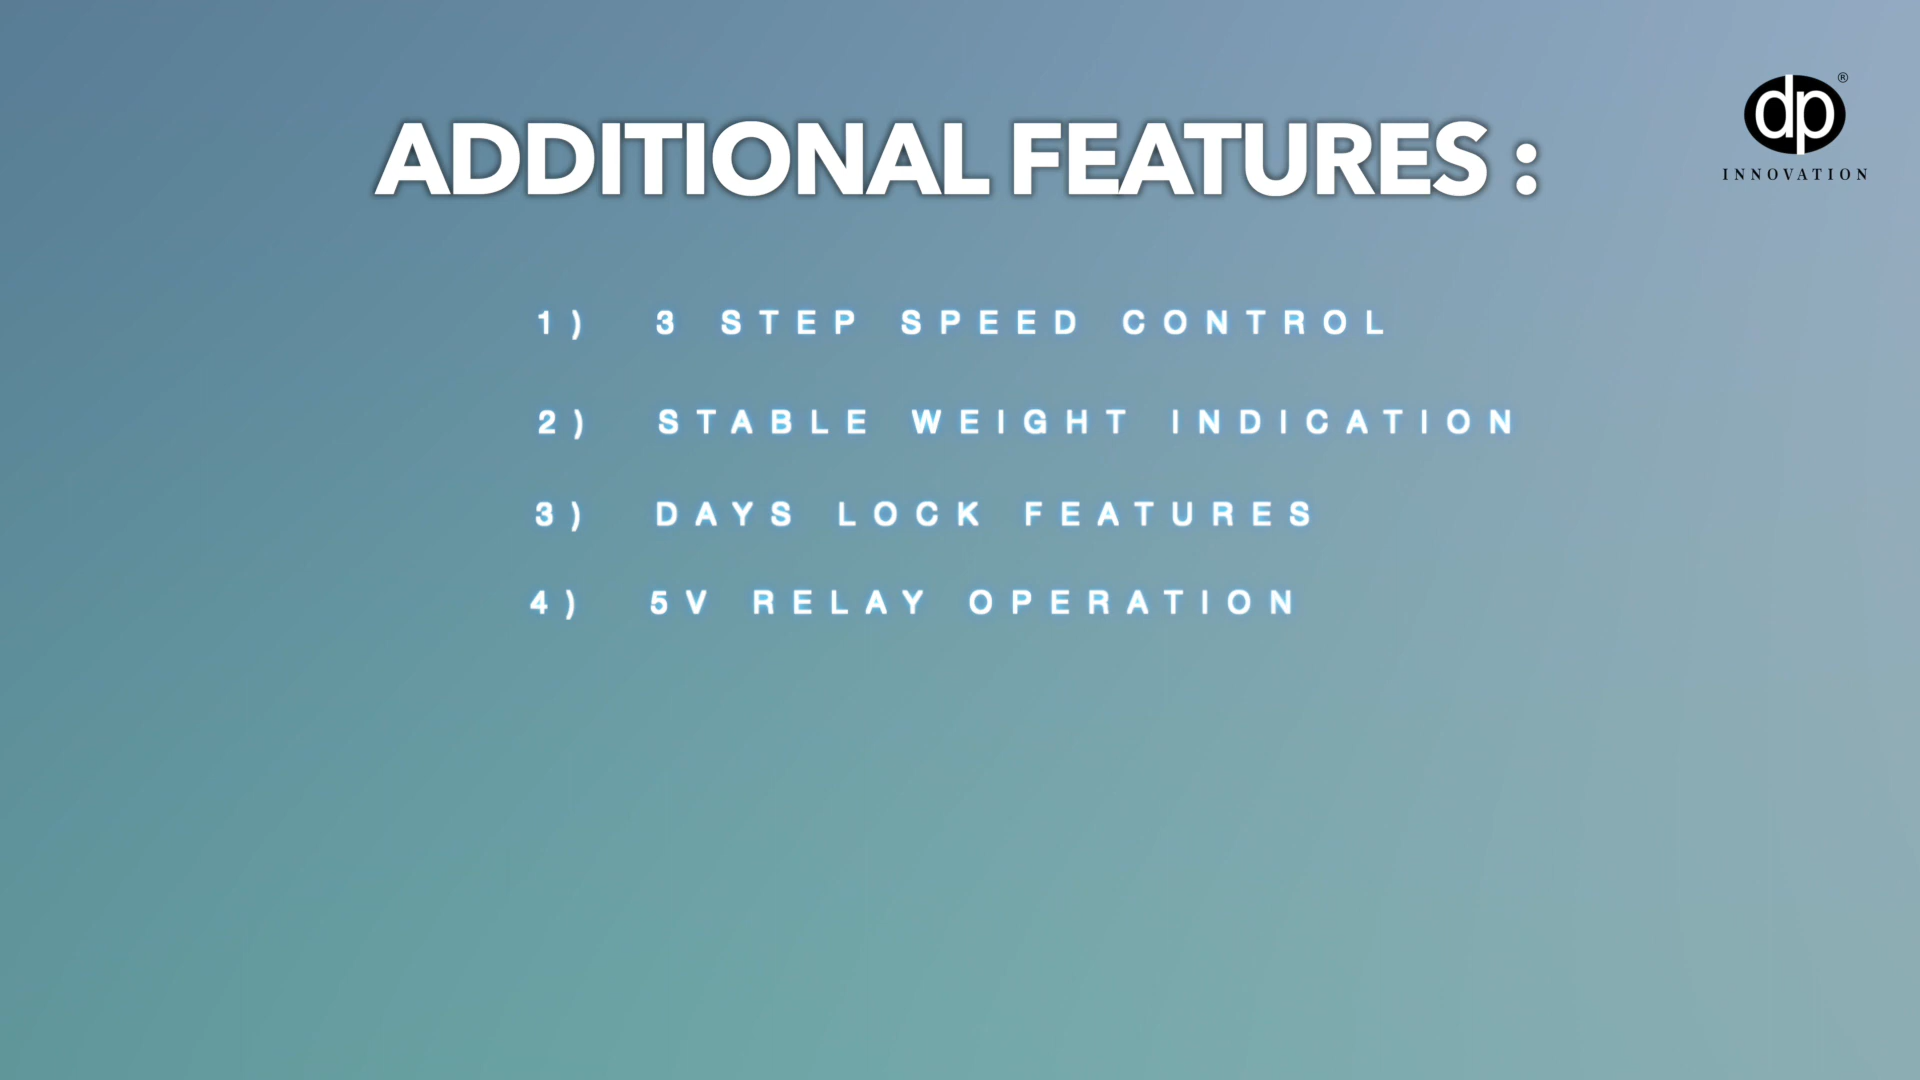 dp ®
INNOVATION
ADDITIONAL FEATURES :
1) 3 STEP SPEED CONTROL
2) STABLE WEIGHT INDICATION
3) DAYS LOCK FEATURES
4) 5V RELAY OPERATION